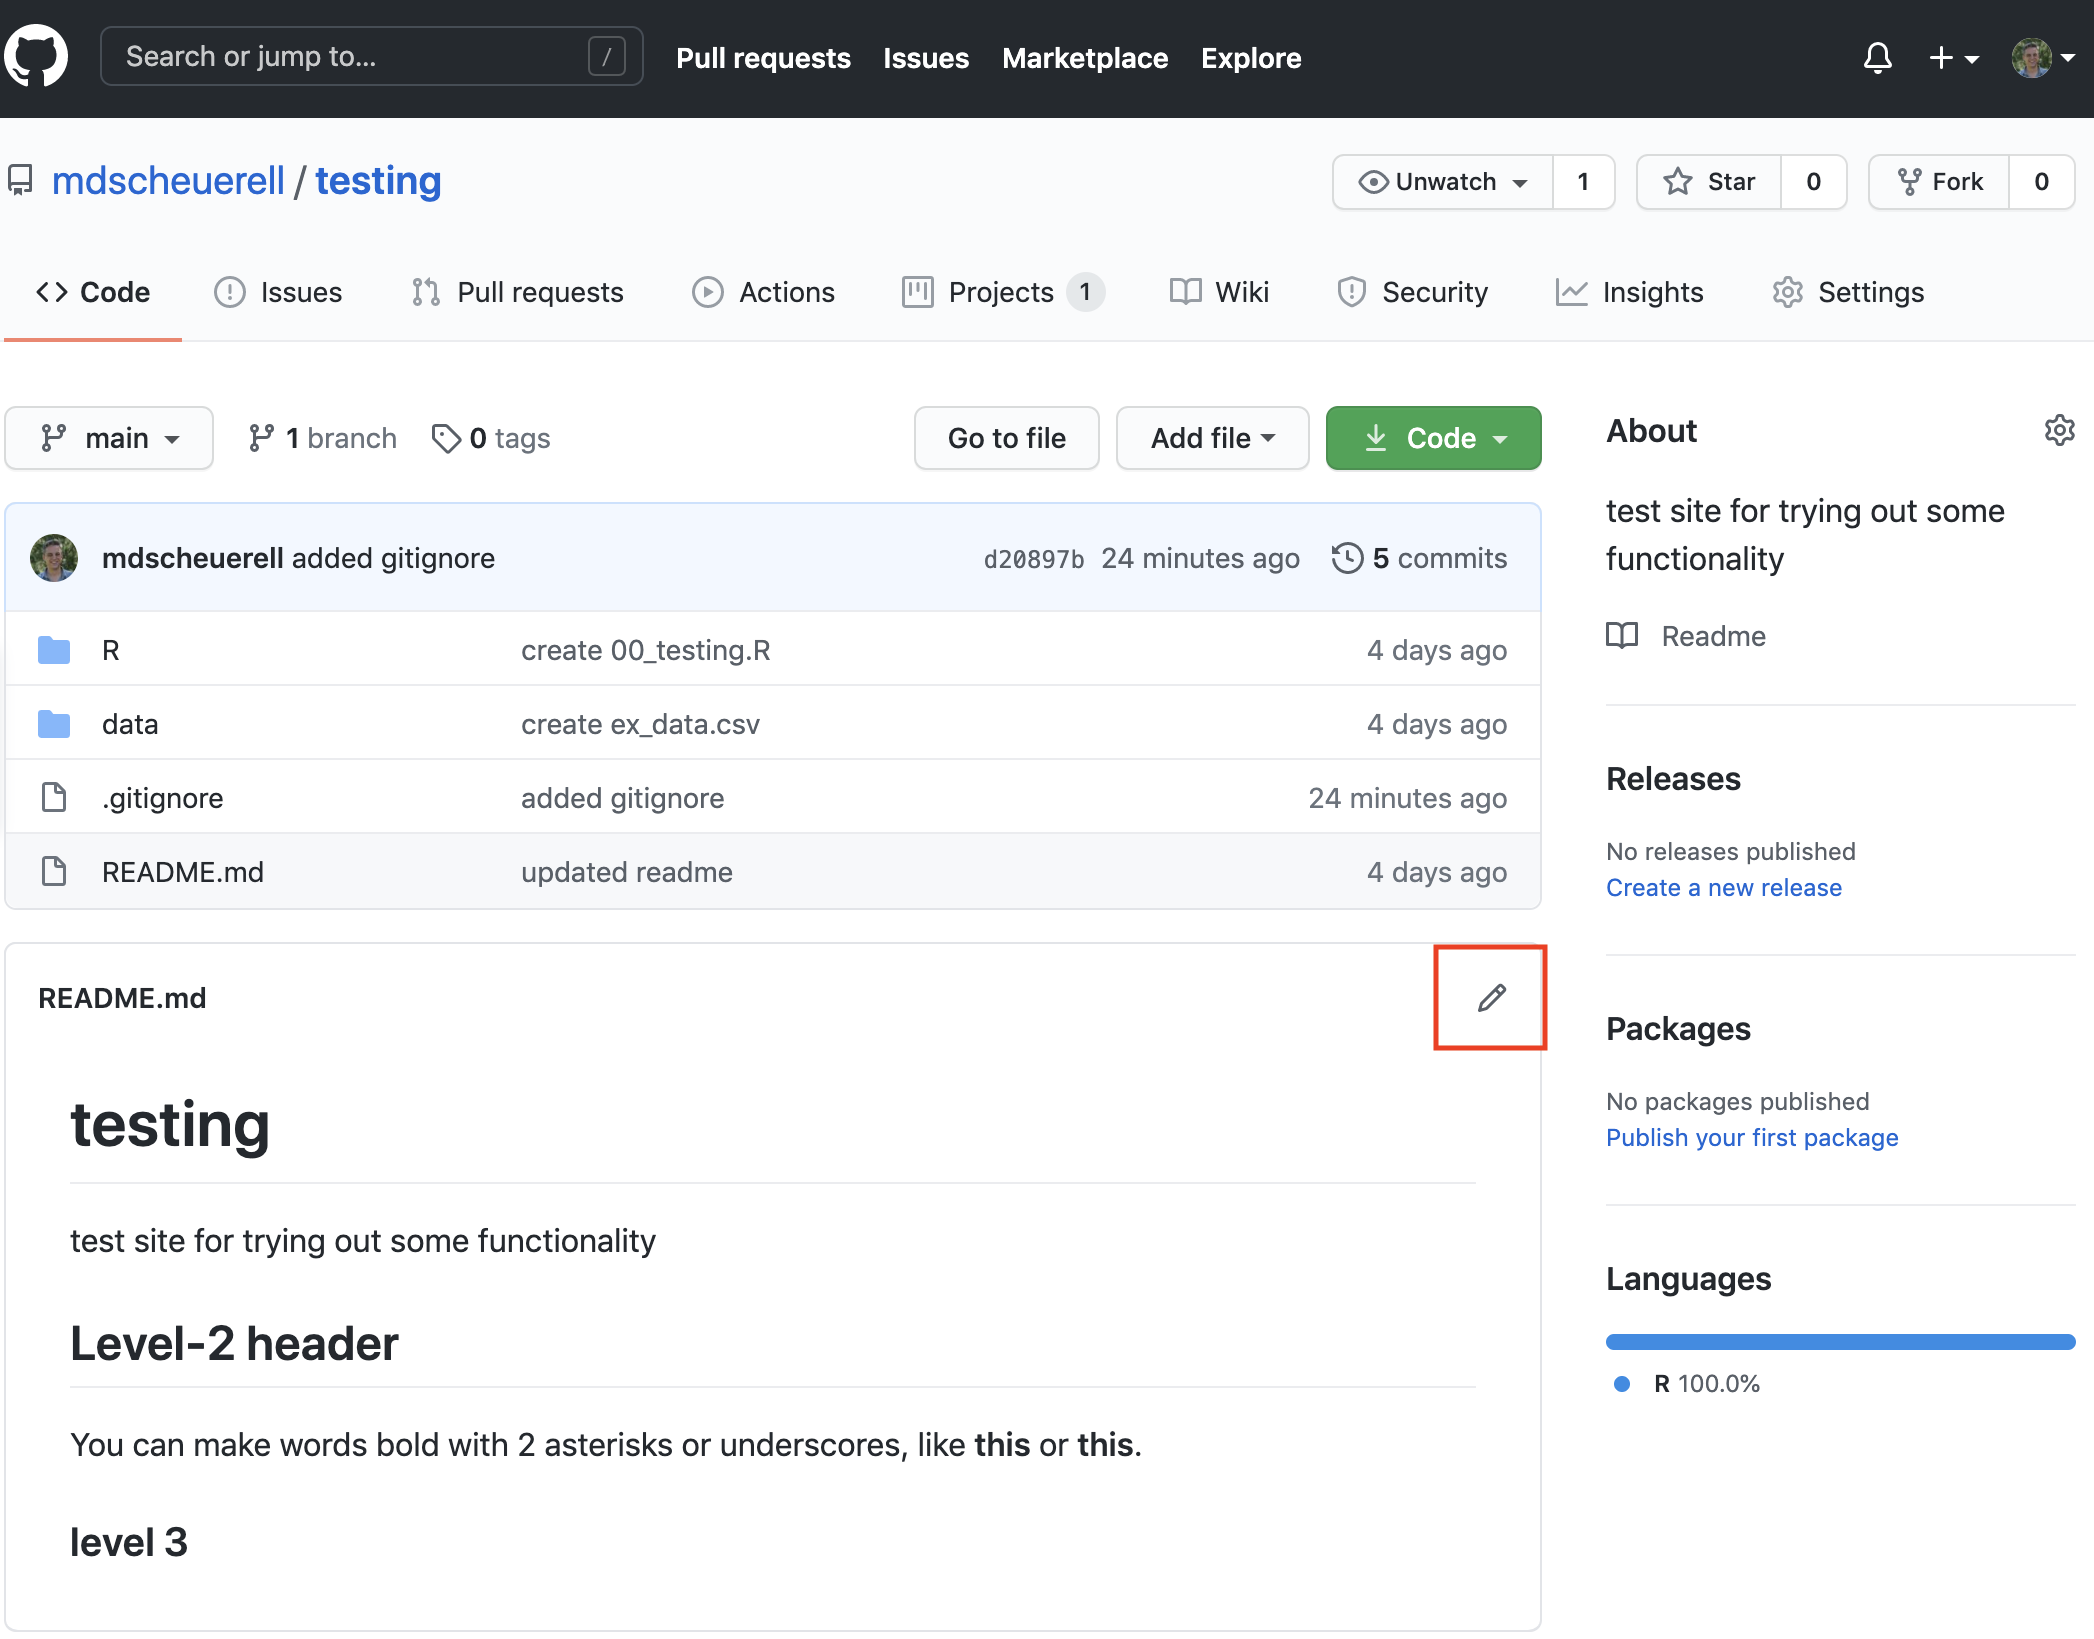 Search or jump to... / Pull requests Issues Marketplace Explore
mdscheuerell / testing Unwatch 1 Star 0 Fork 0
Code Issues Pull requests Actions Projects 1 Wiki Security Insights Settings
main 1 branch 0 tags Go to file Add file Code
mdscheuerell added gitignore d20897b 24 minutes ago 5 commits
R create 00_testing.R 4 days ago
data create ex_data.csv 4 days ago
.gitignore added gitignore 24 minutes ago
README.md updated readme 4 days ago
README.md
testing
test site for trying out some functionality
Level-2 header
You can make words bold with 2 asterisks or underscores, like this or this.
level 3
About
test site for trying out some
functionality
Readme
Releases
No releases published
Create a new release
Packages
No packages published
Publish your first package
Languages
R 100.0%